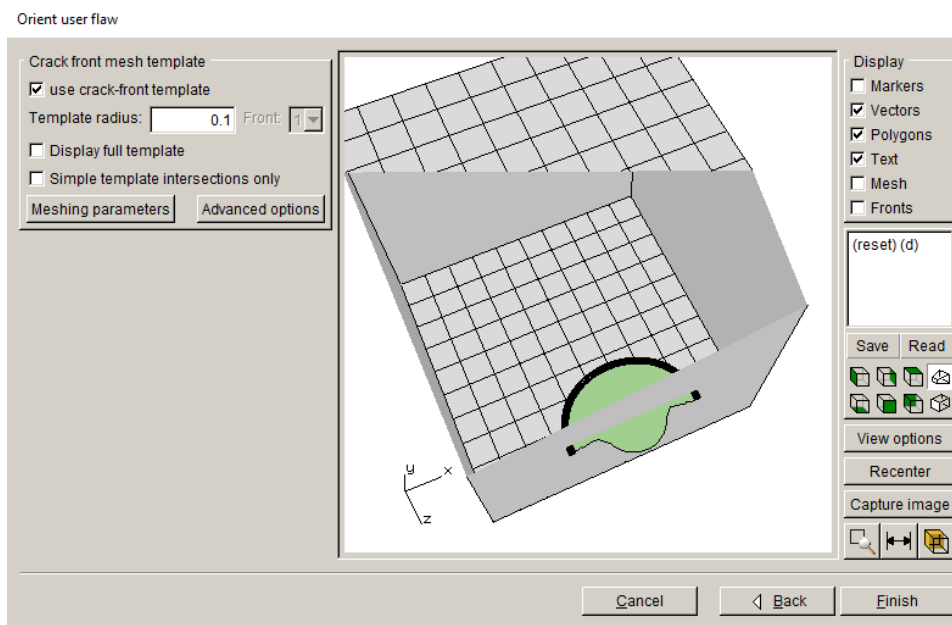 Orient user flaw
Crack front mesh template
use crack-front template
Template radius: 0.1 Front: 1
Display full template
Simple template intersections only
Meshing parameters Advanced options
y
x
z
Display
Markers
Vectors
Polygons
Text
Mesh
Fronts
(reset) (d)
Save Read
View options
Recenter
Capture image
Cancel Back Finish